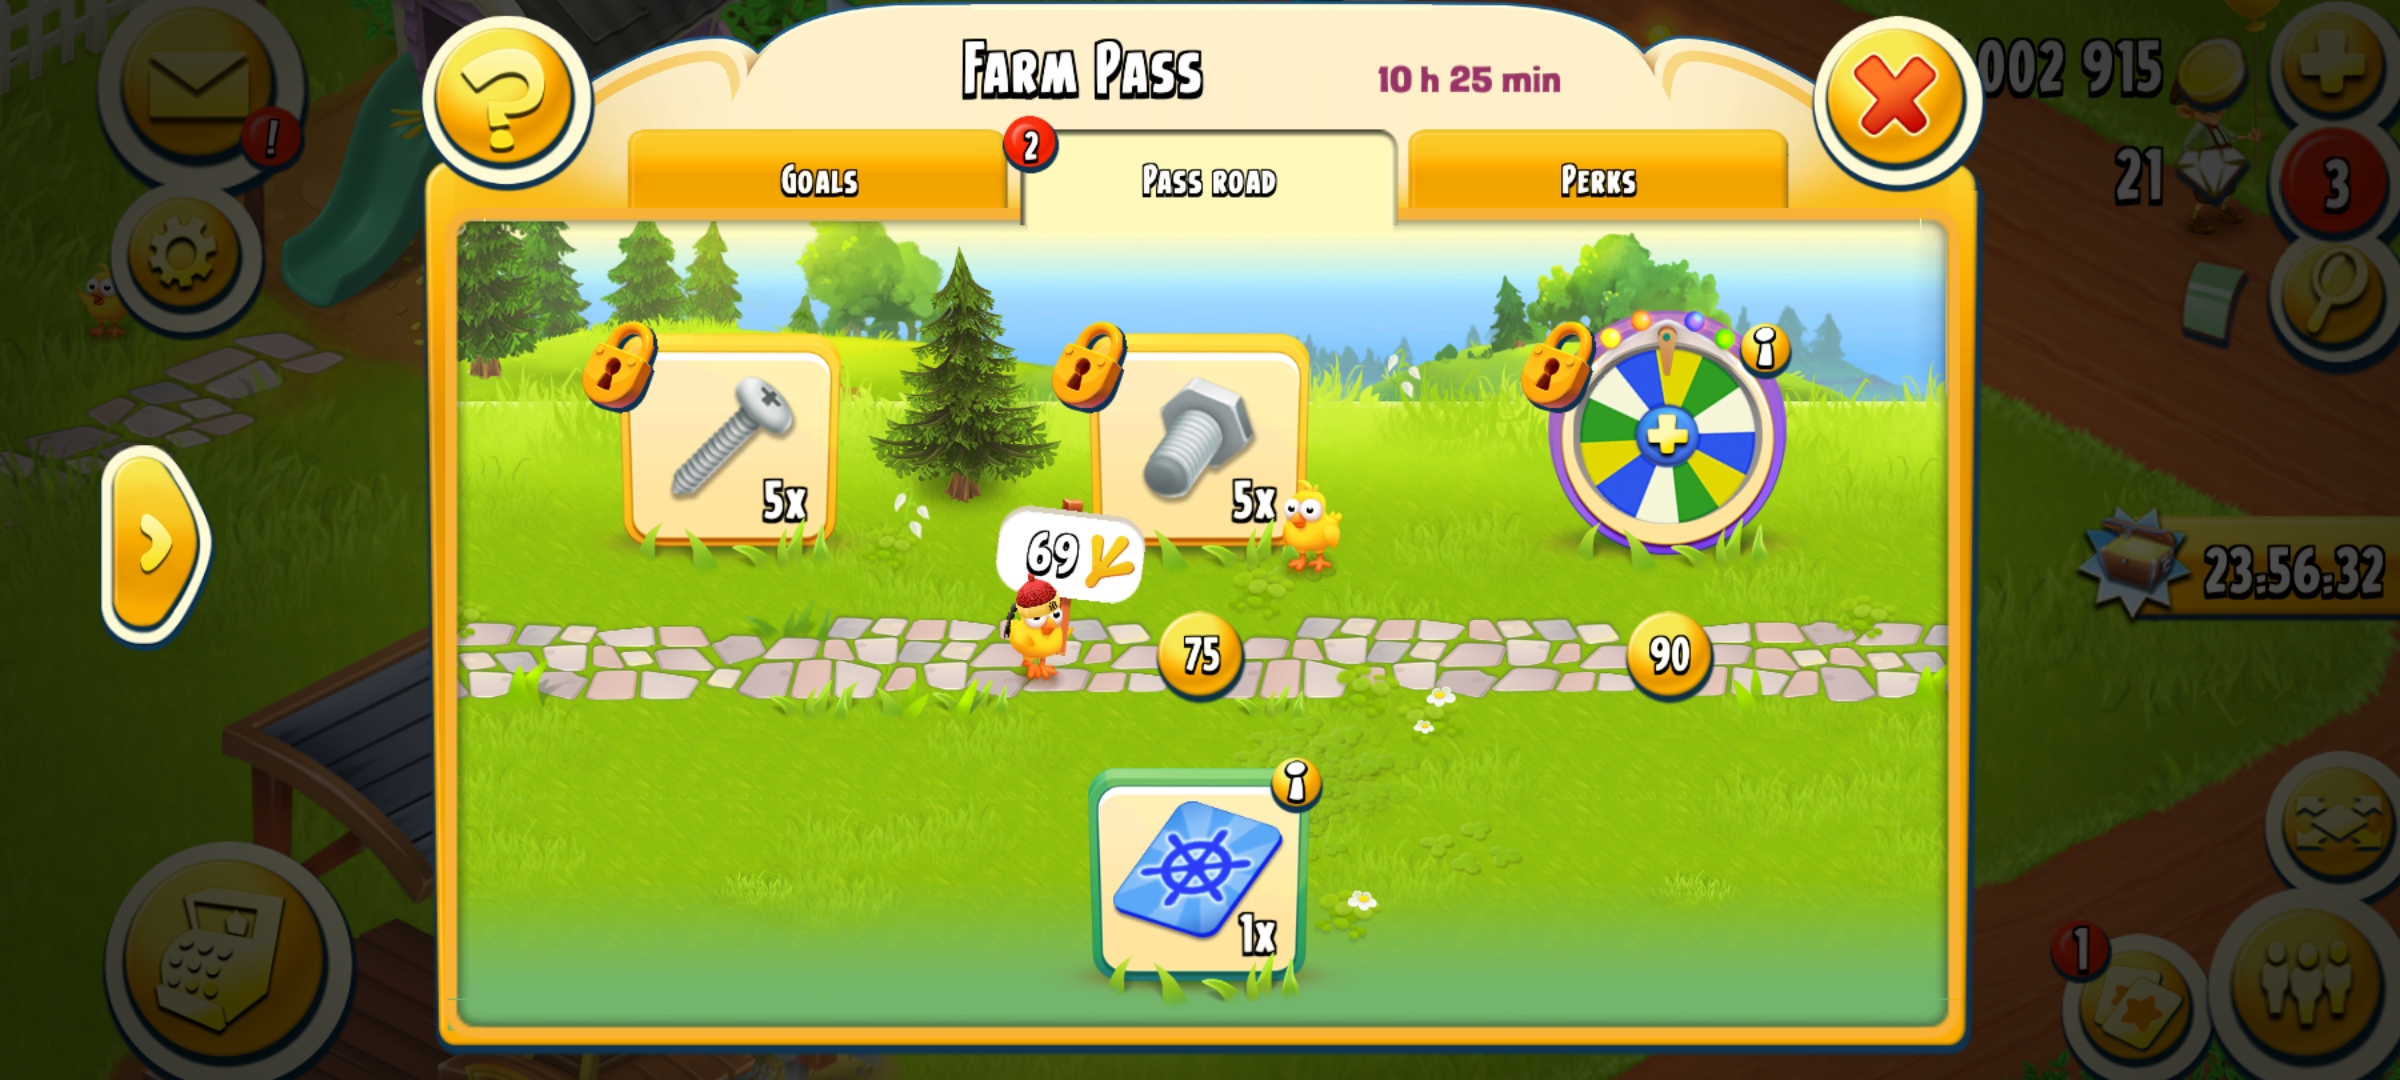 FARM PASS
10 h 25 min
002 915
!
2
GOALS
PASS ROAD
PERKS
21
3
5x
5x
69
23:56:32
75
90
1x
1